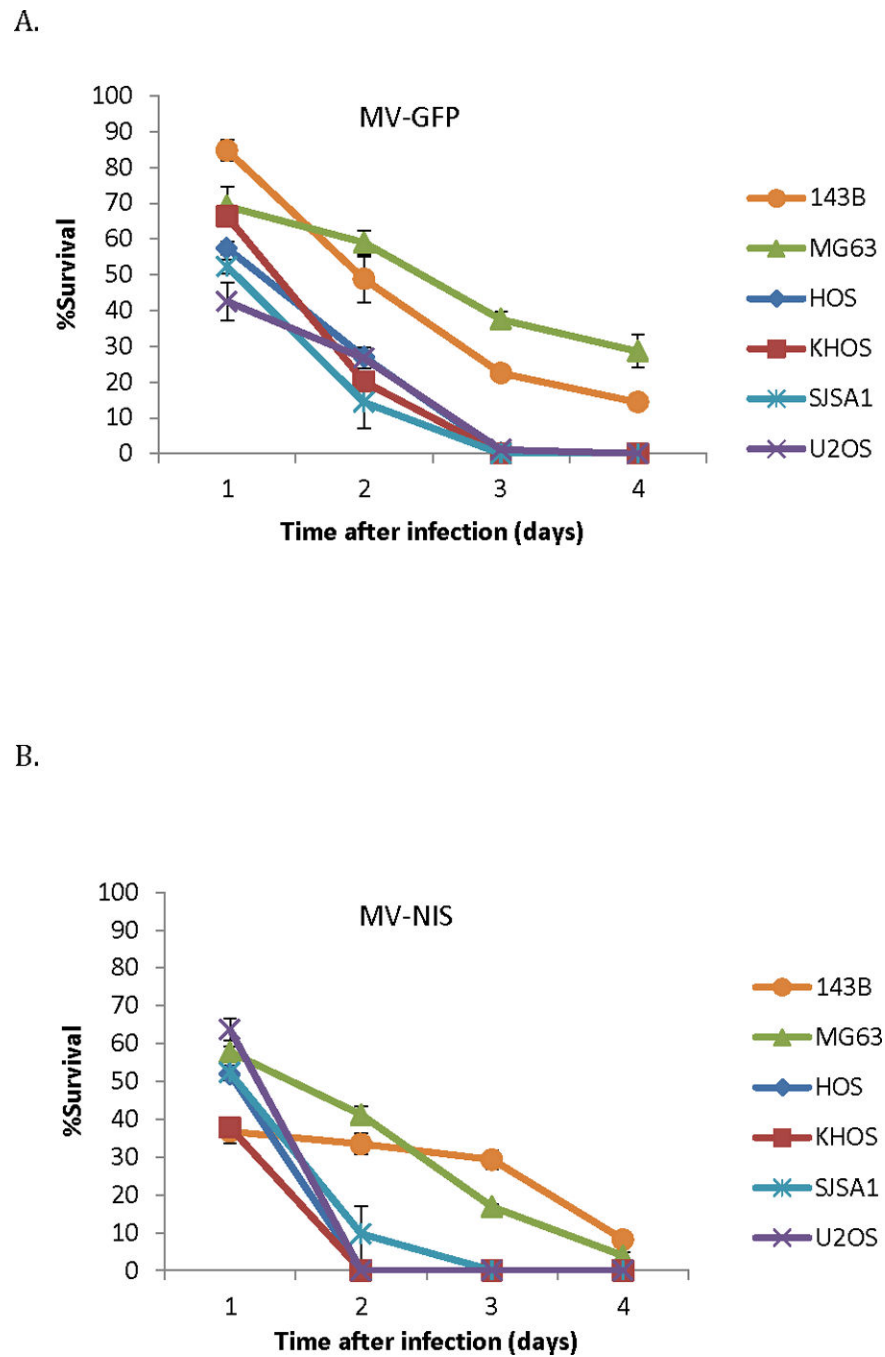 A.
MV-GFP
100
90
80
70
60
50
40
30
20
10
0
%Survival
1 2 3 4
Time after infection (days)
143B
MG63
HOS
KHOS
SJSA1
U2OS
B.
MV-NIS
100
90
80
70
60
50
40
30
20
10
0
%Survival
1 2 3 4
Time after infection (days)
143B
MG63
HOS
KHOS
SJSA1
U2OS